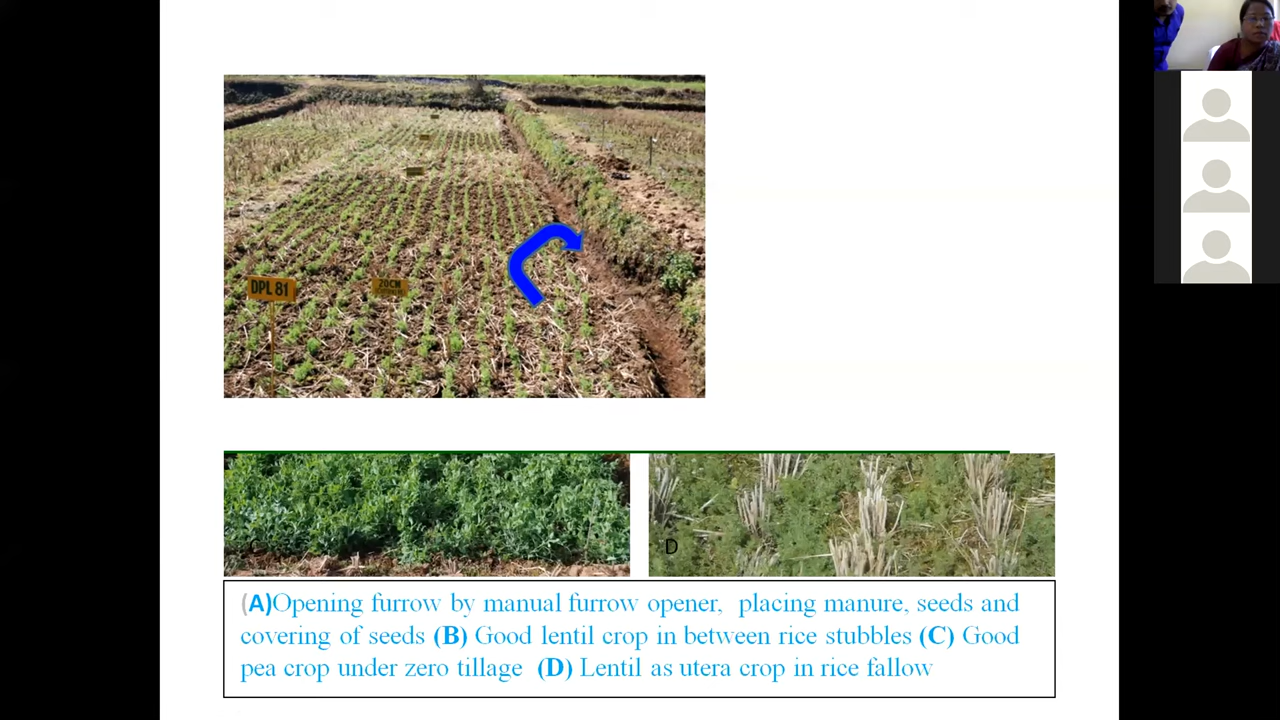 DPL 81
20CM
D
(A)Opening furrow by manual furrow opener, placing manure, seeds and
covering of seeds (B) Good lentil crop in between rice stubbles (C) Good
pea crop under zero tillage (D) Lentil as utera crop in rice fallow